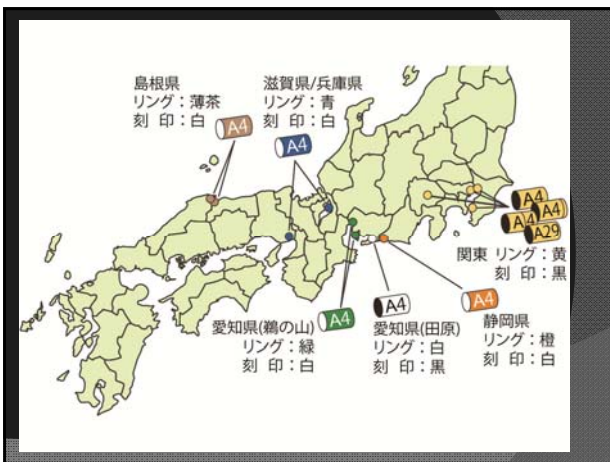 島根県
リング：薄茶
刻 印：白
A4
滋賀県/兵庫県
リング：青
刻 印：白
A4
A4
A4
A4
A29
関東 リング：黄
刻 印：黒
愛知県(鵜の山)
リング：緑
刻 印：白
A4
A4
愛知県(田原)
リング：白
刻 印：黒
A4
静岡県
リング：橙
刻 印：白